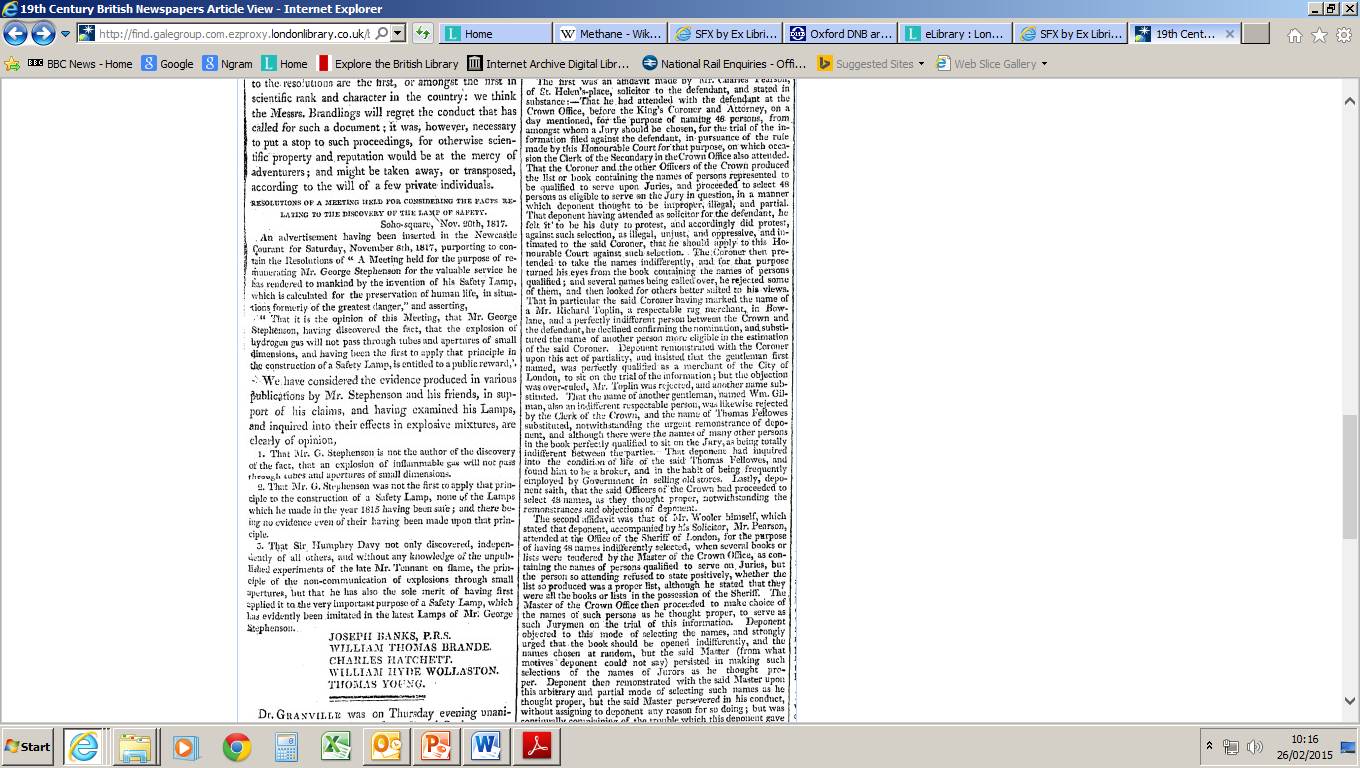 19th Century British Newspapers Article View - Internet Explorer
http://find.galegroup.com.ezproxy.londonlibrary.co.uk/t
Home
Methane - Wik...
SFX by Ex Libri...
Oxford DNB ar...
eLibrary : Lon...
SFX by Ex Libri...
19th Cent...
BBC BBC News - Home
Google
Ngram
Home
Explore the British Library
Internet Archive Digital Libr...
National Rail Enquiries - Offi...
Suggested Sites
Web Slice Gallery
to the resolutions are the first, or amongst the first in
scientific rank and character in the country: we think
the Messrs. Brandlings will regret the conduct that has
called for such a document; it was, however, necessary
to put a stop to such proceedings, for otherwise scien-
tific property and reputation would be at the mercy of
adventurers; and might be taken away, or transposed,
according to the will of a few private individuals.
RESOLUTIONS OF A MEETING HELD FOR CONSIDERING THE FACTS RE-
LATING TO THE DISCOVERY OF THE LAMP OF SAFETY.
Soho-square, Nov. 20th, 1817.
An advertisement having been inserted in the Newcastle
Courant for Saturday, November 8th, 1817, purporting to con-
tain the Resolutions of " A Meeting held for the purpose of re-
munerating Mr. George Stephenson for the valuable service he
has rendered to mankind by the invention of his Safety Lamp,
which is calculated for the preservation of human life, in situa-
tions formerly of the greatest danger," and asserting,
" That it is the opinion of this Meeting, that Mr. George
Stephenson, having discovered the fact, that the explosion of
hydrogen gas will not pass through tubes and apertures of small
dimensions, and having been the first to apply that principle in
the construction of a Safety Lamp, is entitled to a public reward,'
We have considered the evidence produced in various
publications by Mr. Stephenson and his friends, in sup-
port of his claims, and having examined his Lamps,
and inquired into their effects in explosive mixtures, are
clearly of opinion,
1. That Mr. G. Stephenson is not the author of the discovery
of the fact, that an explosion of inflammable gas will not pass
through tubes and apertures of small dimensions.
2. That Mr. G. Stephenson was not the first to apply that prin-
ciple to the construction of a Safety Lamp, none of the Lamps
which he made in the year 1815 having been safe; and there be-
ing no evidence even of their having been made upon that prin-
ciple.
3. That Sir Humphry Davy not only discovered, indepen-
dently of all others, and without any knowledge of the unpub-
lished experiments of the late Mr. Tennant on flame, the prin-
ciple of the non-communication of explosions through small
apertures, but that he has also the sole merit of having first
applied it to the very important purpose of a Safety Lamp, which
has evidently been imitated in the latest Lamps of Mr. George
Stephenson.
JOSEPH BANKS, P.R.S.
WILLIAM THOMAS BRANDE.
CHARLES HATCHETT.
WILLIAM HYDE WOLLASTON.
THOMAS YOUNG.
DR. GRANVILLE was on Thursday evening unani-
The first was an affidavit made by Mr. Charles Pearson,
of St. Helen's-place, solicitor to the defendant, and stated in
substance:—That he had attended with the defendant at the
Crown Office, before the King's Coroner and Attorney, on a
day mentioned, for the purpose of naming 48 persons, from
amongst whom a Jury should be chosen, for the trial of the in-
formation filed against the defendant, in pursuance of the rule
made by this Honourable Court for that purpose, on which occa-
sion the Clerk of the Secondary in the Crown Office also attended.
That the Coroner and the other Officers of the Crown produced
the list or book containing the names of persons represented to
be qualified to serve upon Juries, and proceeded to select 48
persons as eligible to serve on the Jury in question, in a manner
which deponent thought to be improper, illegal, and partial.
That deponent having attended as solicitor for the defendant, he
felt it to be his duty to protest, and accordingly did protest,
against such selection, as illegal, unjust, and oppressive, and in-
timated to the said Coroner, that he should apply to this Ho-
nourable Court against such selection. The Coroner then pre-
tended to take the names indifferently, and for that purpose
turned his eyes from the book containing the names of persons
qualified; and several names being called over, he rejected some
of them, and then looked for others better suited to his views.
That in particular the said Coroner having marked the name of
a Mr. Richard Toplin, a respectable rag merchant, in Bow-
lane, and a perfectly indifferent person between the Crown and
the defendant, he declined confirming the nomination, and substi-
tuted the name of another person more eligible in the estimation
of the said Coroner. Deponent remonstrated with the Coroner
upon this act of partiality, and insisted that the gentleman first
named, was perfectly qualified as a merchant of the City of
London, to sit on the trial of the information; but the objection
was over-ruled, Mr. Toplin was rejected, and another name sub-
stituted. That the name of another gentleman, named Wm. Gil-
man, also an indifferent respectable person, was likewise rejected
by the Clerk of the Crown, and the name of Thomas Fellowes
substituted, notwithstanding the urgent remonstrance of depo-
nent, and although there were the names of many other persons
in the book perfectly qualified to sit on the Jury, as being totally
indifferent between the parties. That deponent had inquired
into the condition of life of the said Thomas Fellowes, and
found him to be a broker, and in the habit of being frequently
employed by Government in selling old stores. Lastly, depo-
nent saith, that the said Officers of the Crown had proceeded to
select 48 names, as they thought proper, notwithstanding the
remonstrances and objections of deponent.
The second affidavit was that of Mr. Wooler himself, which
stated that deponent, accompanied by his Solicitor, Mr. Pearson,
attended at the Office of the Sheriff of London, for the purpose
of having 48 names indifferently selected, when several books or
lists were tendered by the Master of the Crown Office, as con-
taining the names of persons qualified to serve on Juries, but
the person so attending refused to state positively, whether the
list so produced was a proper list, although he stated that they
were all the books or lists in the possession of the Sheriff. The
Master of the Crown Office then proceeded to make choice of
the names of such persons as he thought proper, to serve as
such Jurymen on the trial of this information. Deponent
objected to this mode of selecting the names, and strongly
urged that the book should be opened indifferently, and the
names chosen at random, but the said Master (from what
motives deponent could not say) persisted in making such
selections of the names of Jurors as he thought pro-
per. Deponent then remonstrated with the said Master upon
this arbitrary and partial mode of selecting such names as he
thought proper, but the said Master persevered in his conduct,
without assigning to deponent any reason for so doing; but was
continually complaining of the trouble which this deponent gave
Start
10:16
26/02/2015